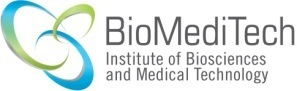 BioMediTech
Institute of Biosciences
and Medical Technology